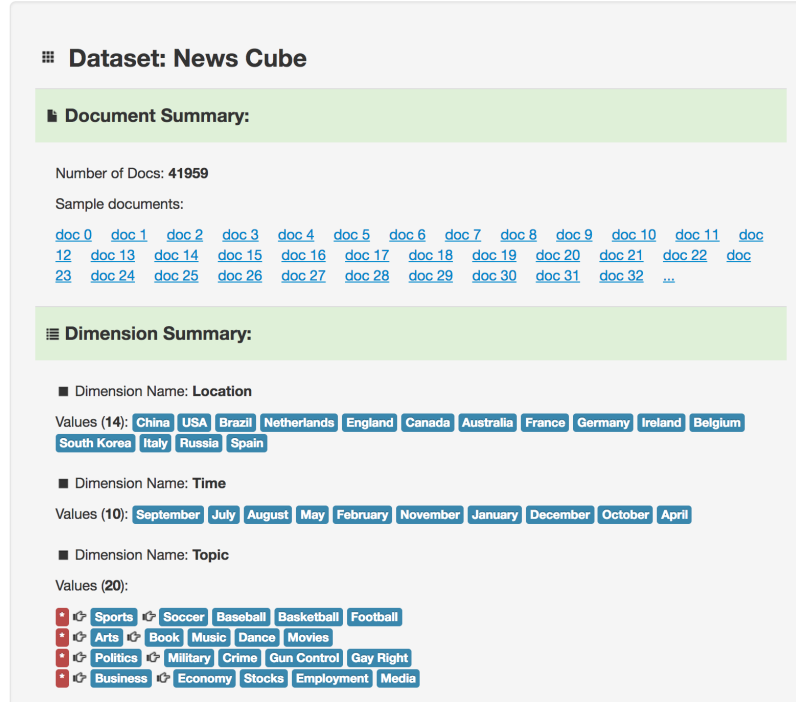 Dataset: News Cube
Document Summary:
Number of Docs: 41959
Sample documents:
doc 0 doc 1 doc 2 doc 3 doc 4 doc 5 doc 6 doc 7 doc 8 doc 9 doc 10 doc 11 doc
12 doc 13 doc 14 doc 15 doc 16 doc 17 doc 18 doc 19 doc 20 doc 21 doc 22 doc
23 doc 24 doc 25 doc 26 doc 27 doc 28 doc 29 doc 30 doc 31 doc 32 ...
Dimension Summary:
Dimension Name: Location
Values (14): China USA Brazil Netherlands England Canada Australia France Germany Ireland Belgium
South Korea Italy Russia Spain
Dimension Name: Time
Values (10): September July August May February November January December October April
Dimension Name: Topic
Values (20):
* Sports Soccer Baseball Basketball Football
* Arts Book Music Dance Movies
* Politics Military Crime Gun Control Gay Right
* Business Economy Stocks Employment Media